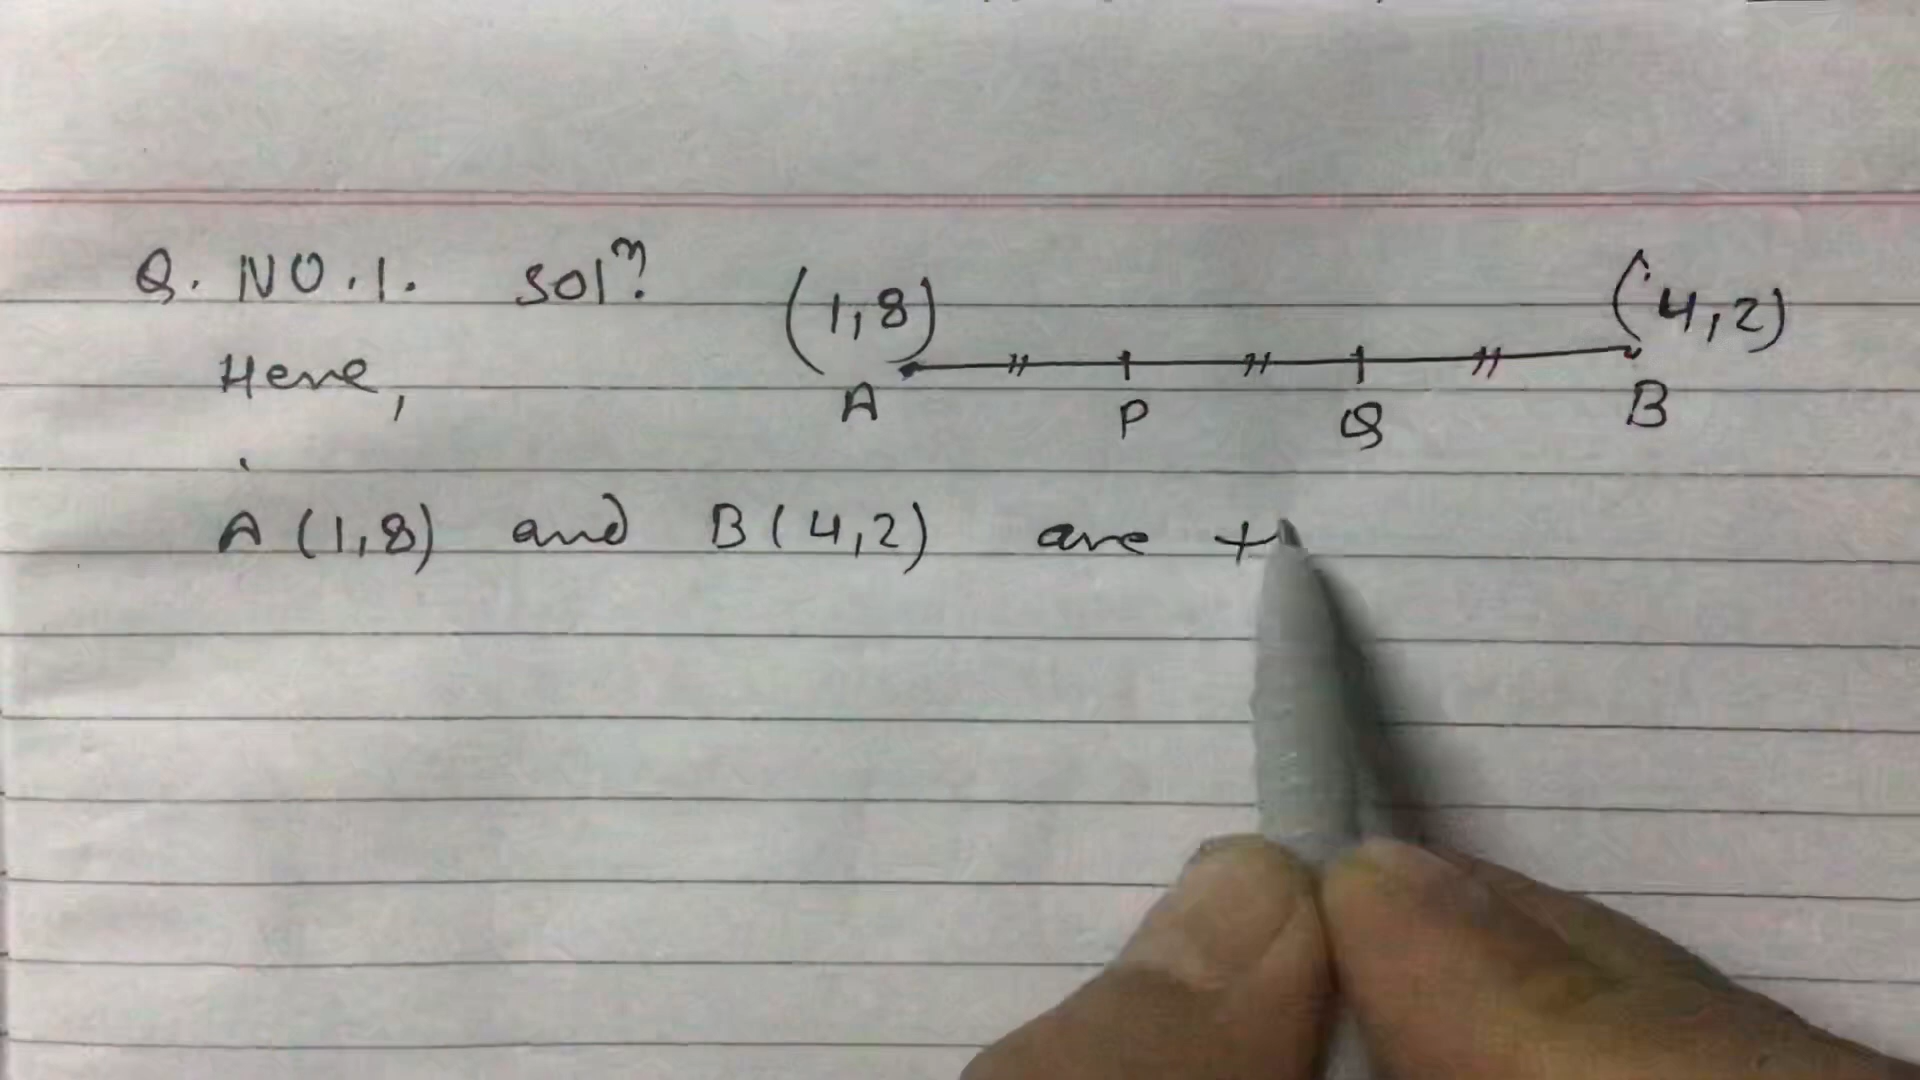 Q. NO. 1. Solⁿ
(1,8) (4,2)
Here,
A P Q B
A (1,8) and B (4,2) are